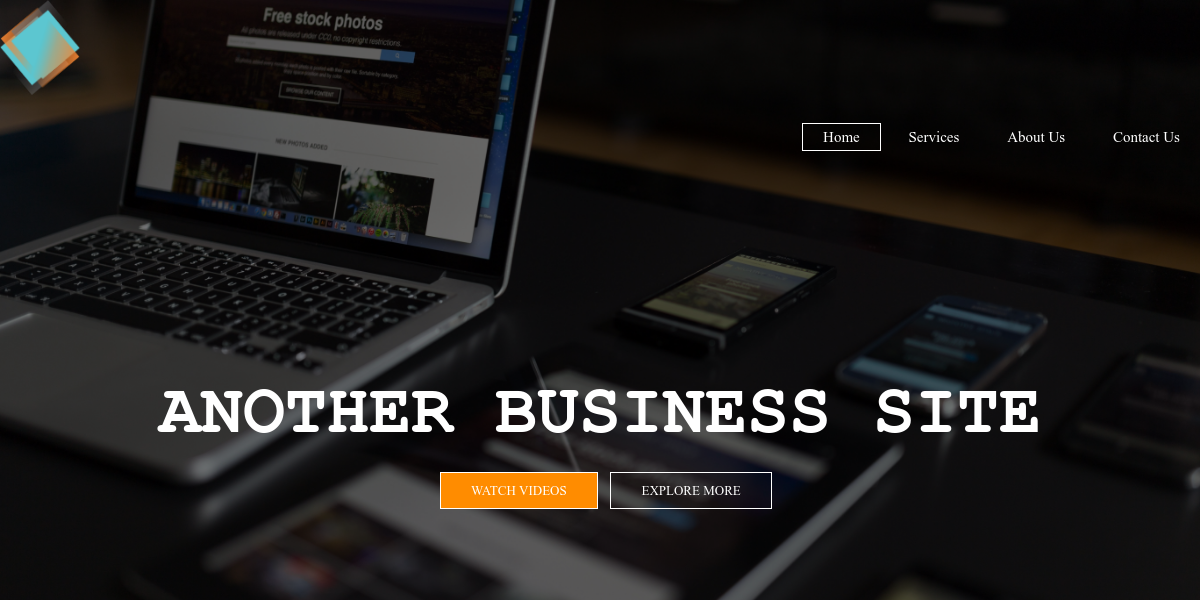 Free stock photos
All photos are released under CC0, no copyright restrictions.
BROWSE OUR CONTENT
NEW PHOTOS ADDED
Home
Services
About Us
Contact Us
ANOTHER BUSINESS SITE
WATCH VIDEOS
EXPLORE MORE